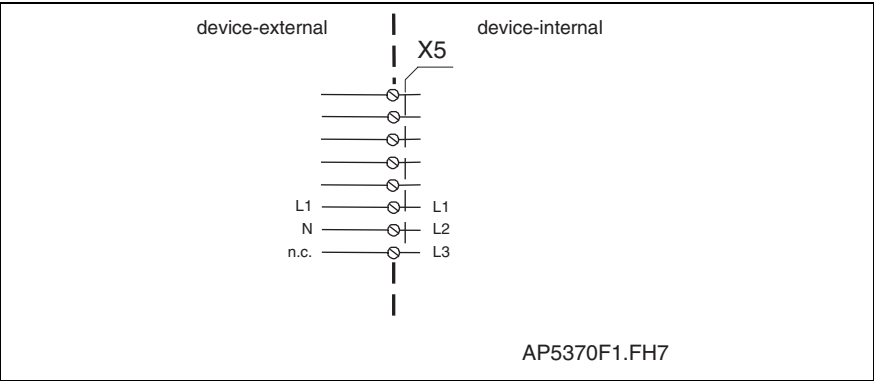 device-external device-internal
X5
L1 L1
N L2
n.c. L3
AP5370F1.FH7